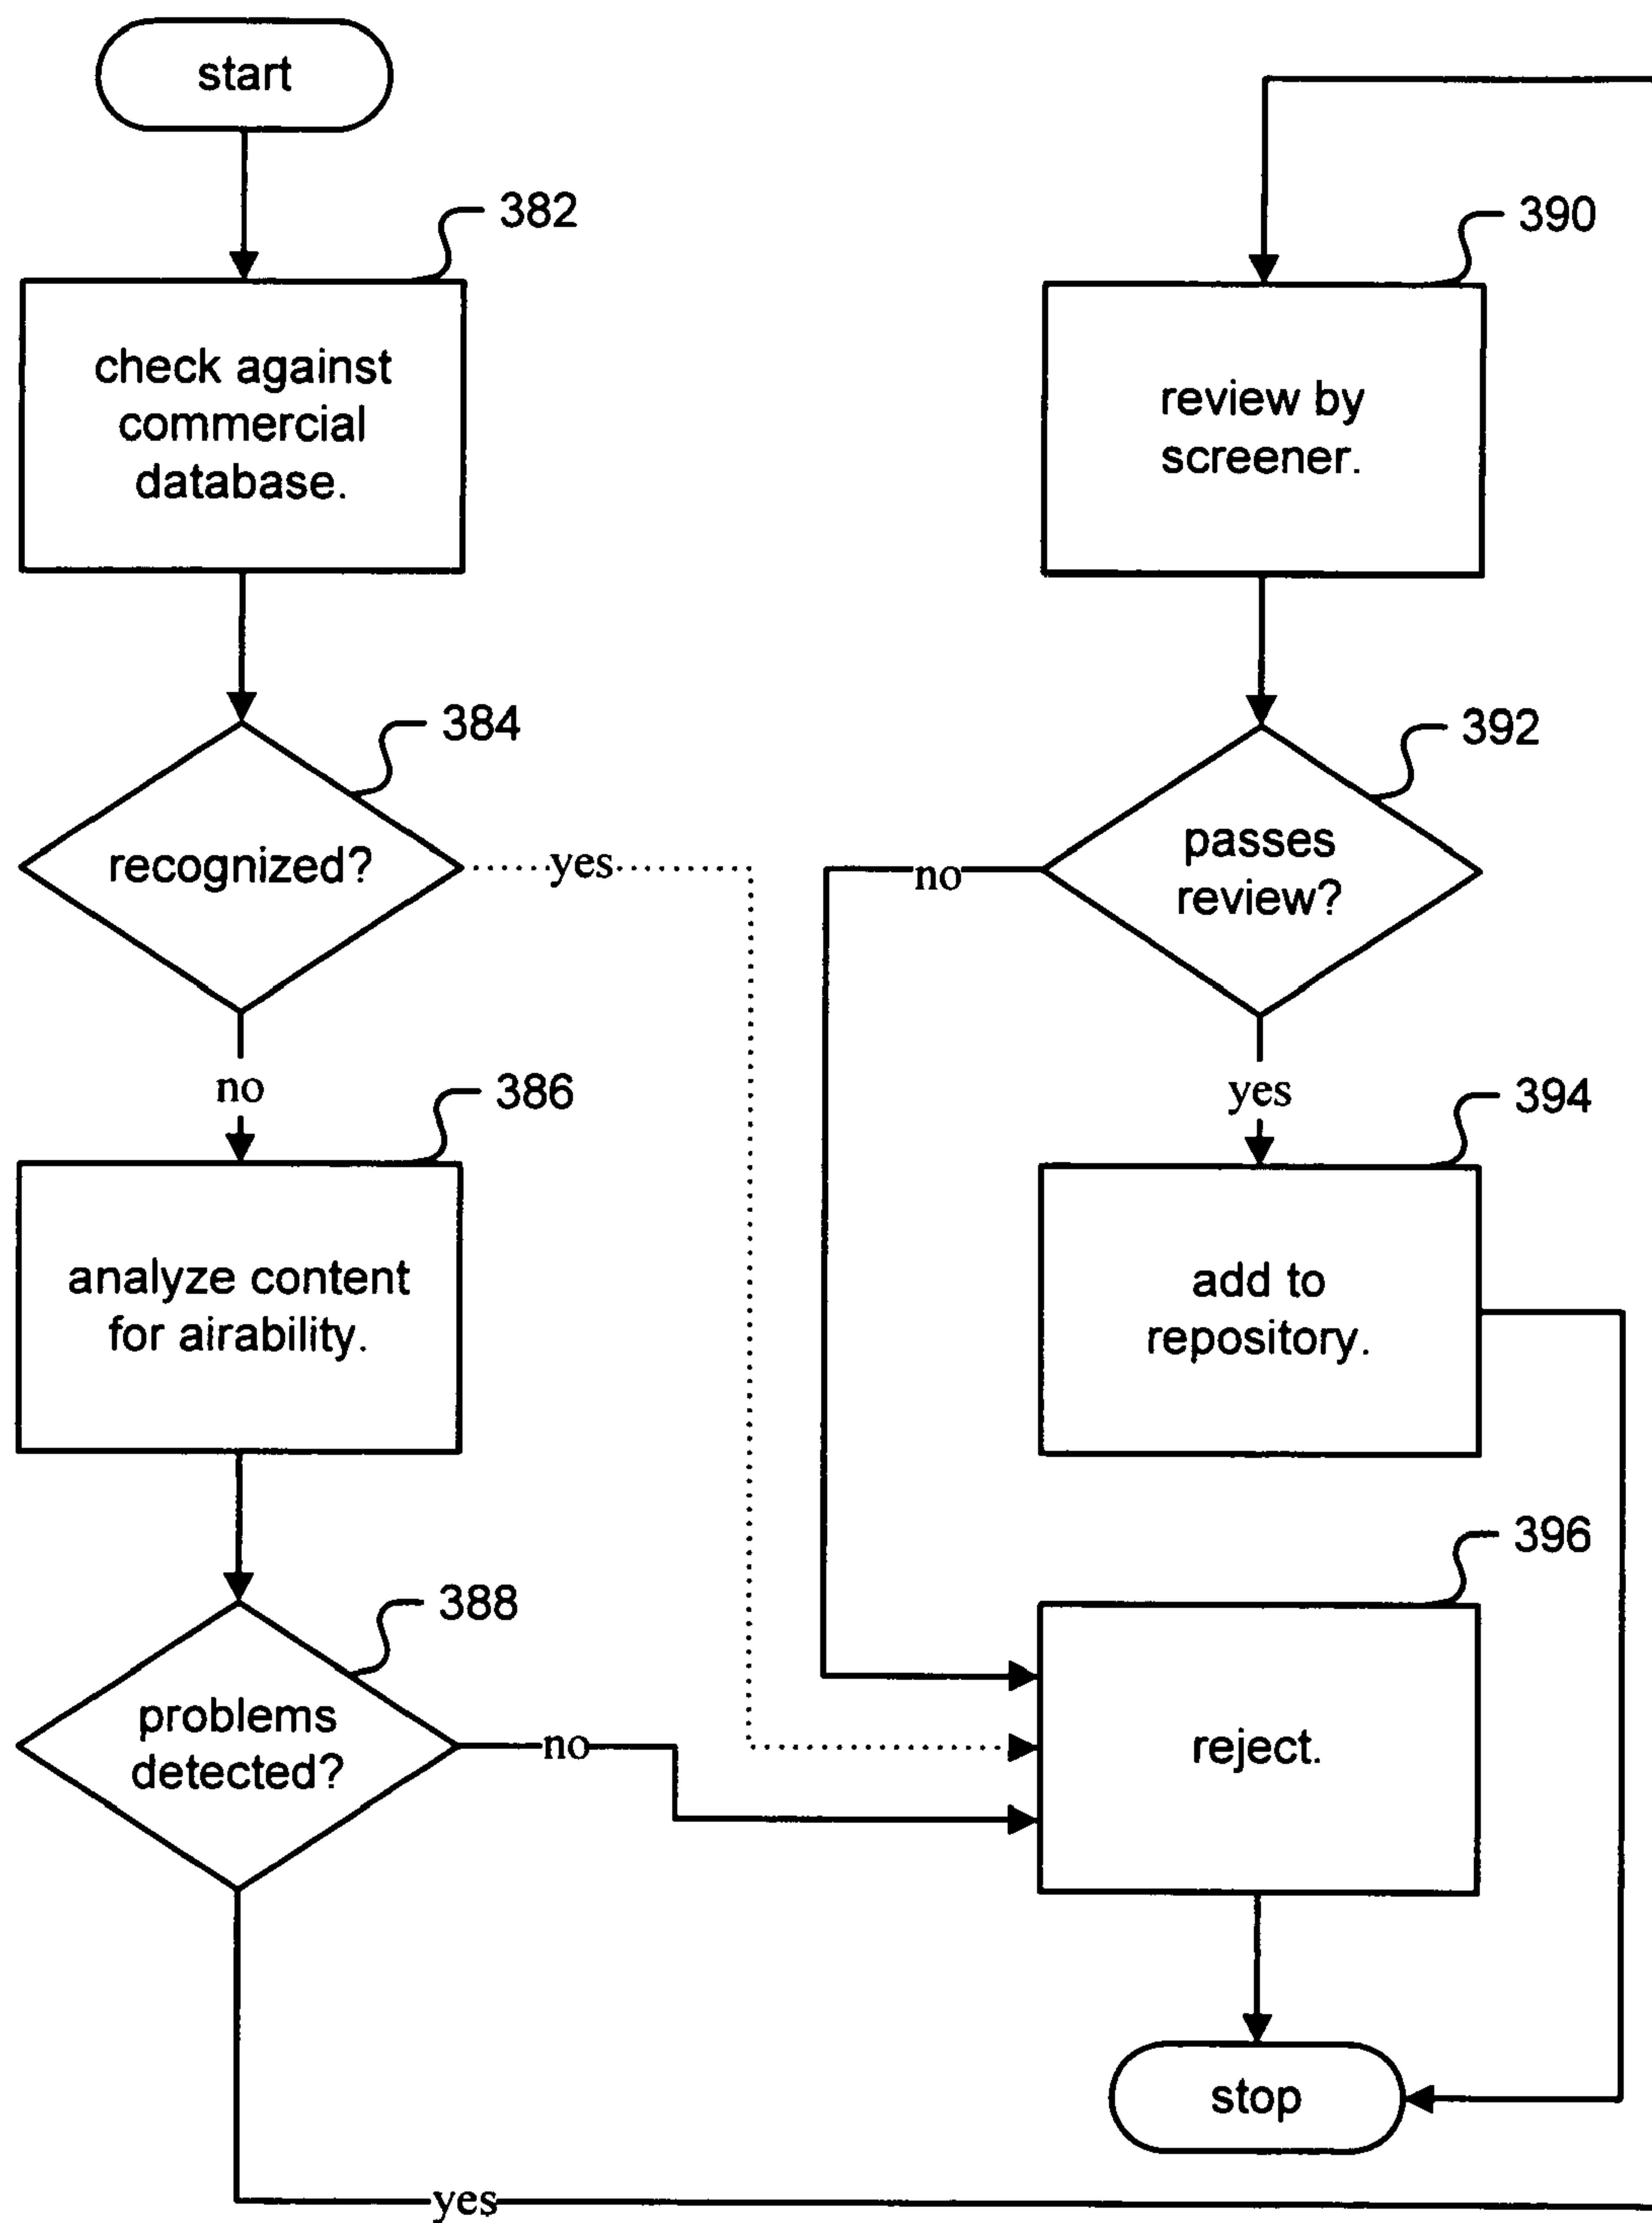 start
382
check against
commercial
database.
384
recognized?
yes
no
386
analyze content
for airability.
388
problems
detected?
no
yes
390
review by
screener.
392
passes
review?
no
yes
394
add to
repository.
396
reject.
stop